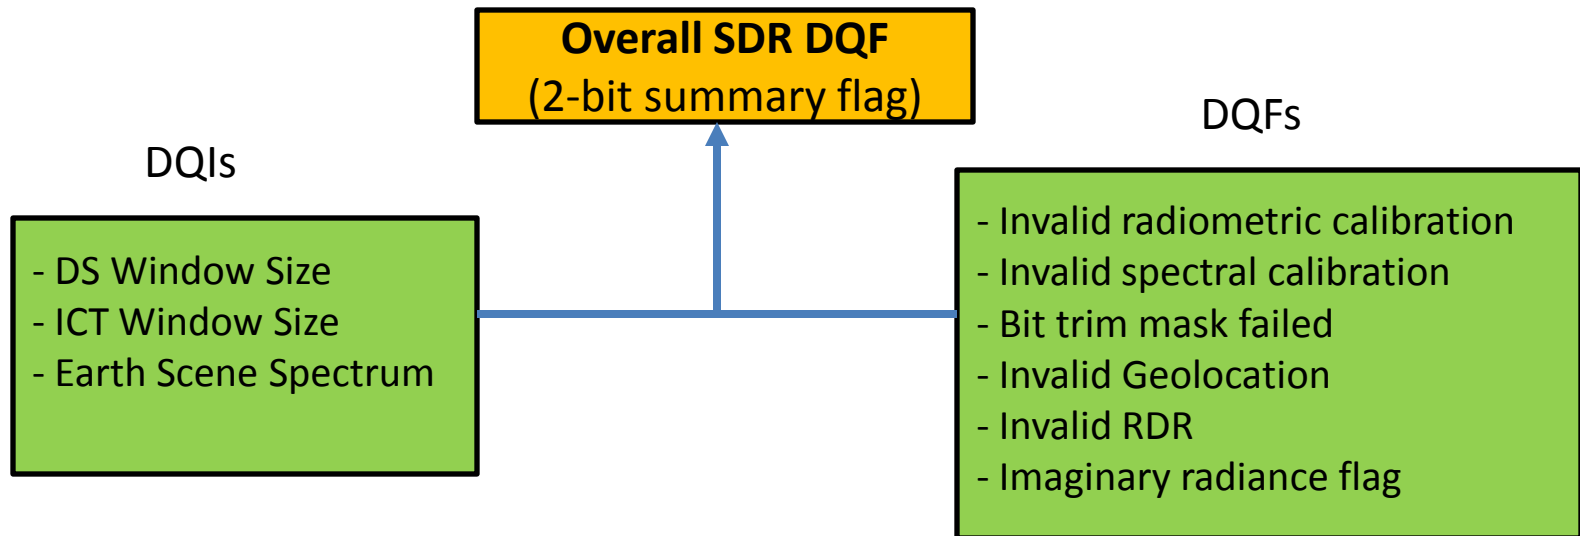 Overall SDR DQF
(2-bit summary flag)
DQIs
- DS Window Size
- ICT Window Size
- Earth Scene Spectrum
DQFs
- Invalid radiometric calibration
- Invalid spectral calibration
- Bit trim mask failed
- Invalid Geolocation
- Invalid RDR
- Imaginary radiance flag